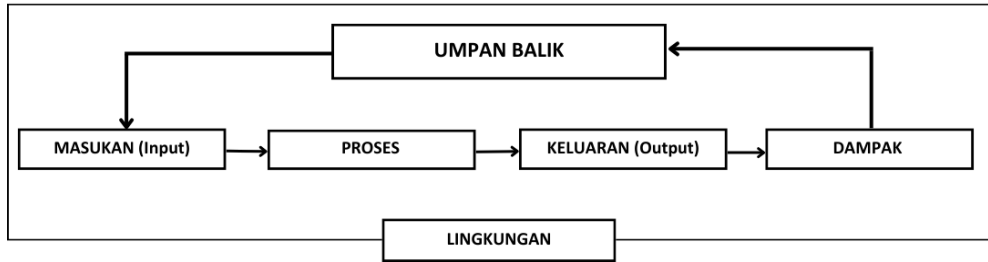 UMPAN BALIK
MASUKAN (Input)
PROSES
KELUARAN (Output)
DAMPAK
LINGKUNGAN